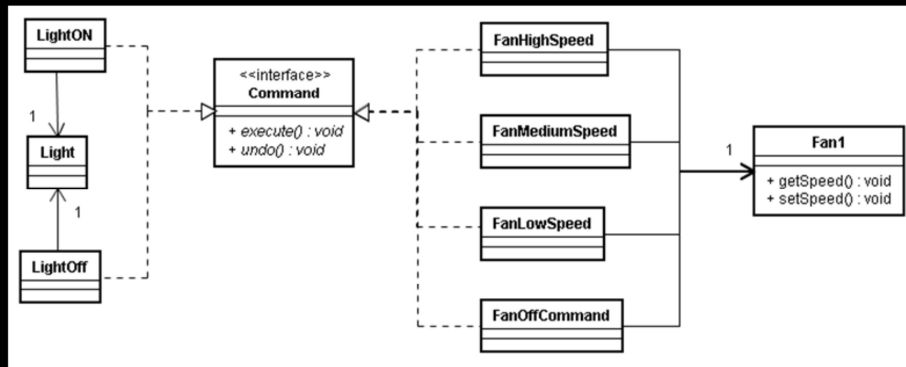 LightON
1
Light
1
LightOff
<<interface>>
Command
+ execute() : void
+ undo() : void
FanHighSpeed
FanMediumSpeed
FanLowSpeed
FanOffCommand
1
Fan1
+ getSpeed() : void
+ setSpeed() : void